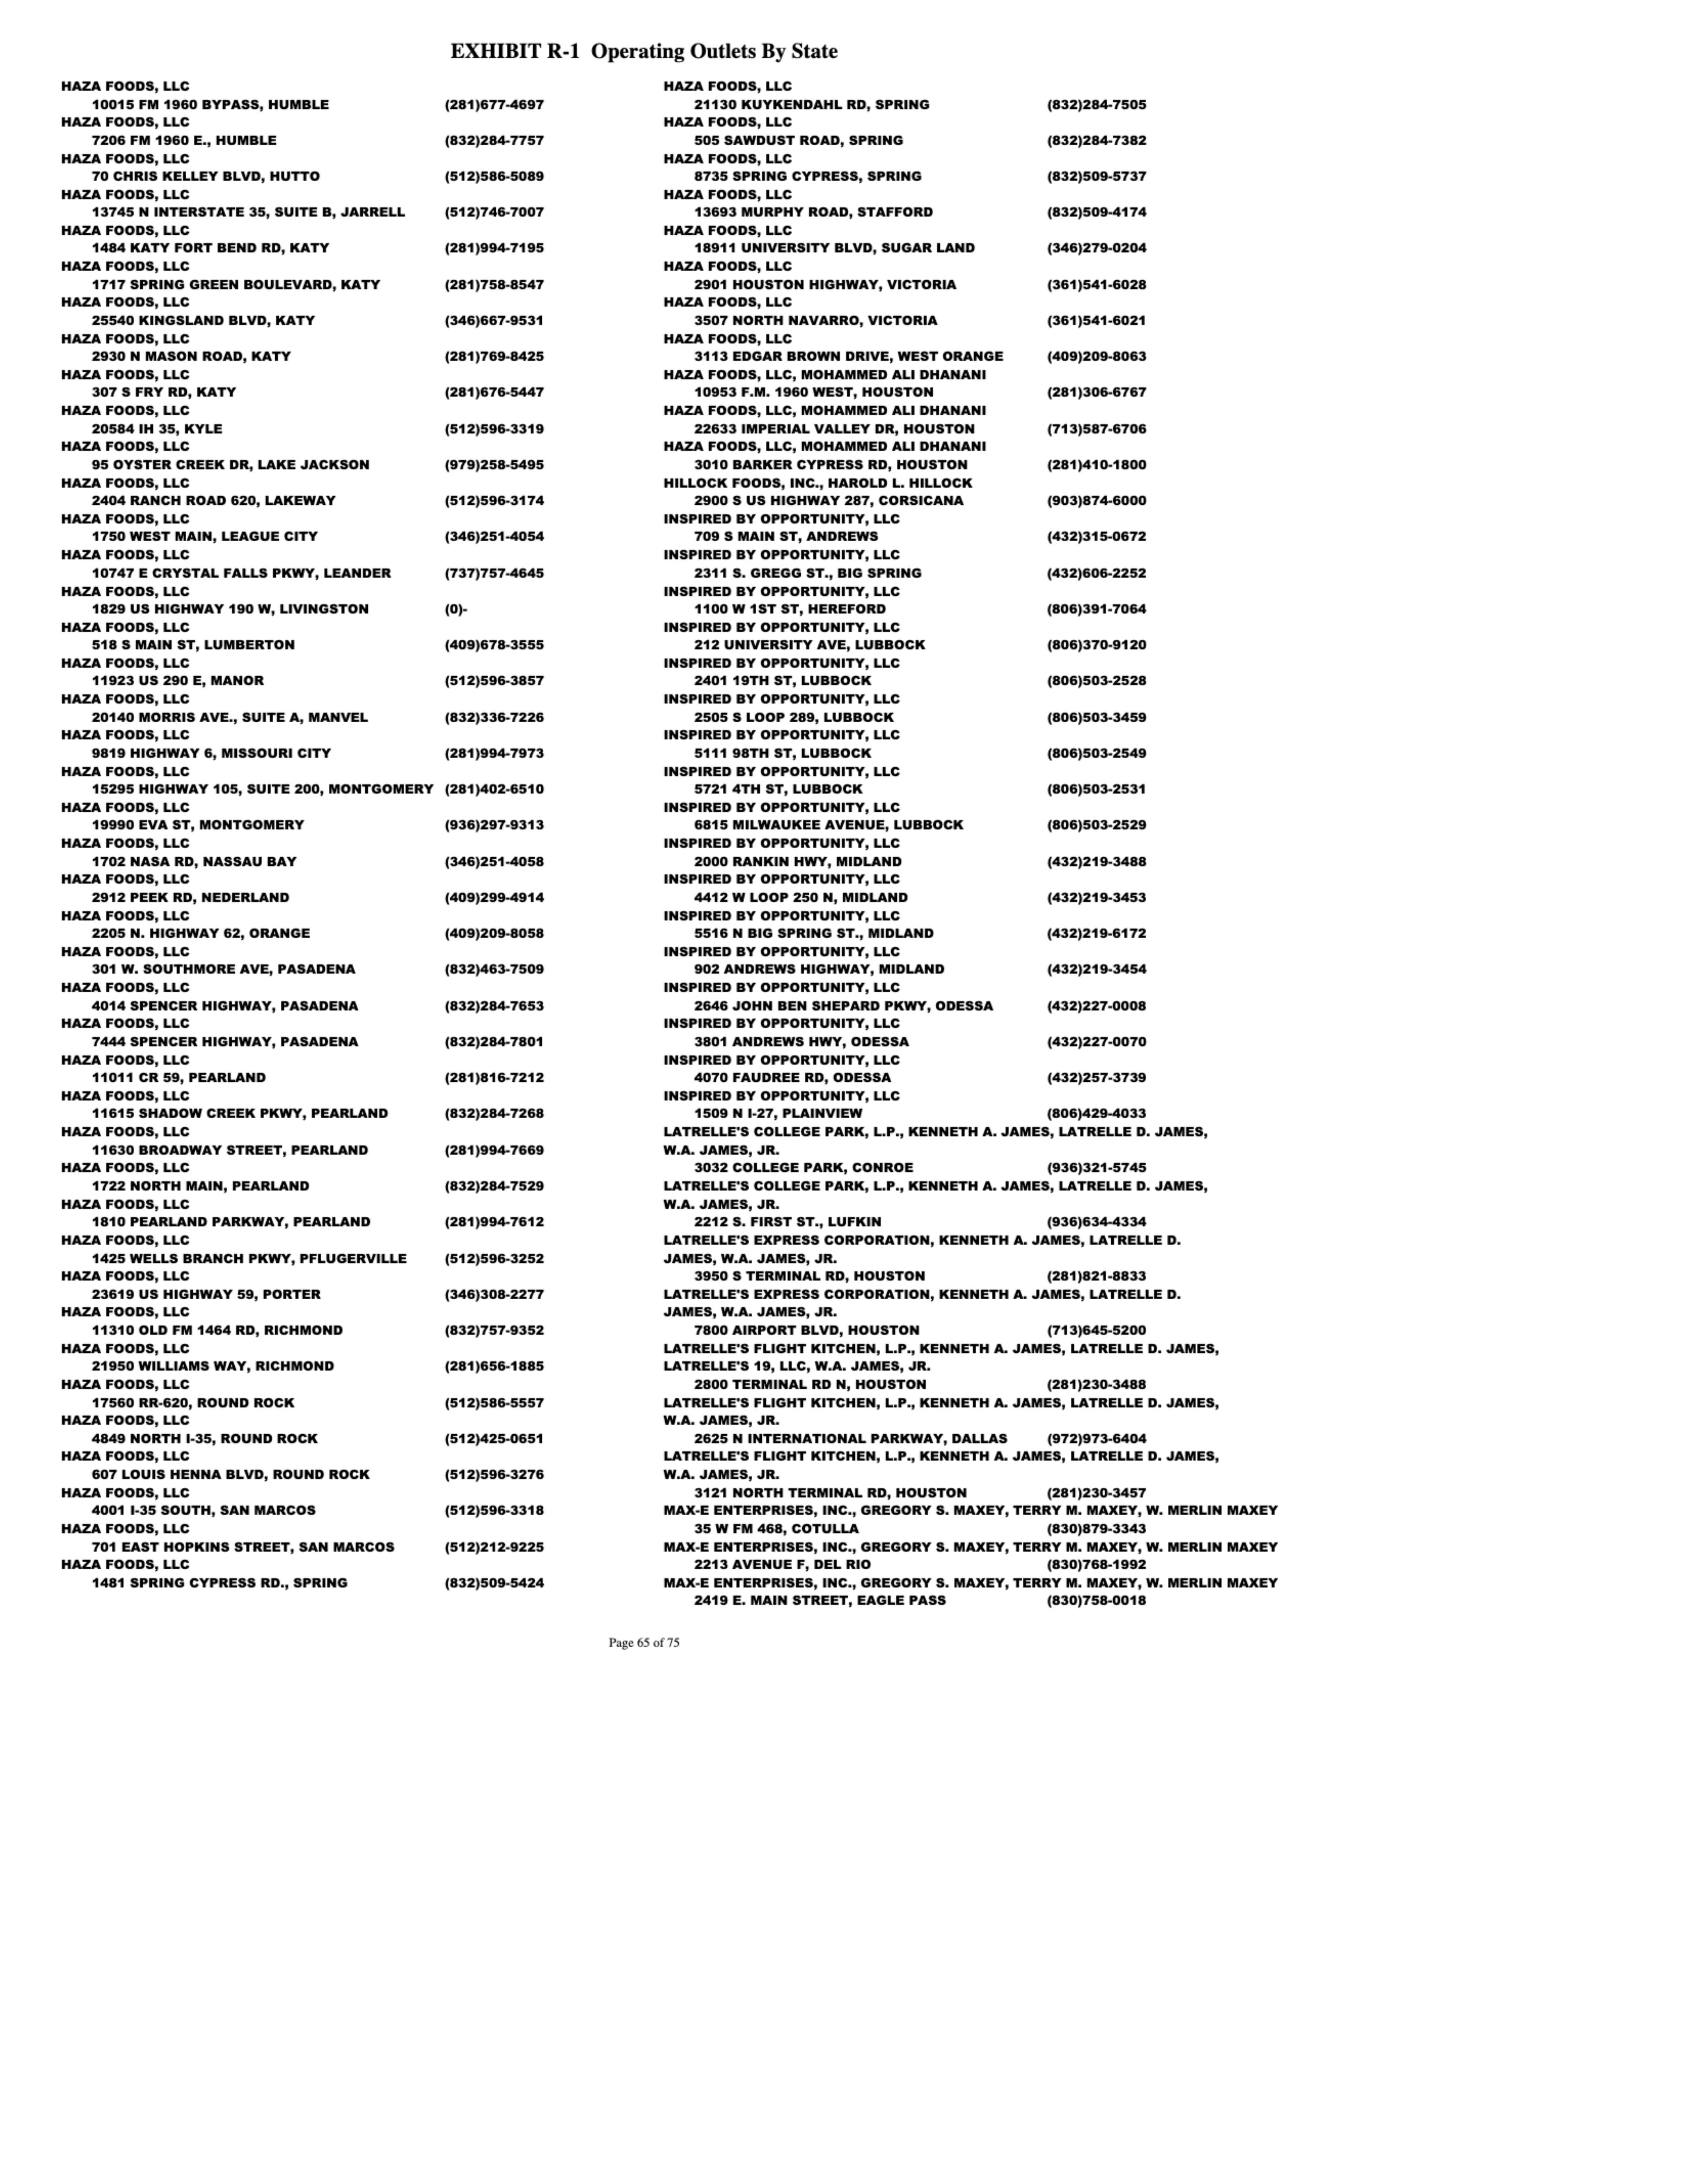 EXHIBIT R-1 Operating Outlets By State
HAZA FOODS, LLC
10015 FM 1960 BYPASS, HUMBLE (281)677-4697
HAZA FOODS, LLC
7206 FM 1960 E., HUMBLE (832)284-7757
HAZA FOODS, LLC
70 CHRIS KELLEY BLVD, HUTTO (512)586-5089
HAZA FOODS, LLC
13745 N INTERSTATE 35, SUITE B, JARRELL (512)746-7007
HAZA FOODS, LLC
1484 KATY FORT BEND RD, KATY (281)994-7195
HAZA FOODS, LLC
1717 SPRING GREEN BOULEVARD, KATY (281)758-8547
HAZA FOODS, LLC
25540 KINGSLAND BLVD, KATY (346)667-9531
HAZA FOODS, LLC
2930 N MASON ROAD, KATY (281)769-8425
HAZA FOODS, LLC
307 S FRY RD, KATY (281)676-5447
HAZA FOODS, LLC
20584 IH 35, KYLE (512)596-3319
HAZA FOODS, LLC
95 OYSTER CREEK DR, LAKE JACKSON (979)258-5495
HAZA FOODS, LLC
2404 RANCH ROAD 620, LAKEWAY (512)596-3174
HAZA FOODS, LLC
1750 WEST MAIN, LEAGUE CITY (346)251-4054
HAZA FOODS, LLC
10747 E CRYSTAL FALLS PKWY, LEANDER (737)757-4645
HAZA FOODS, LLC
1829 US HIGHWAY 190 W, LIVINGSTON (0)-
HAZA FOODS, LLC
518 S MAIN ST, LUMBERTON (409)678-3555
HAZA FOODS, LLC
11923 US 290 E, MANOR (512)596-3857
HAZA FOODS, LLC
20140 MORRIS AVE., SUITE A, MANVEL (832)336-7226
HAZA FOODS, LLC
9819 HIGHWAY 6, MISSOURI CITY (281)994-7973
HAZA FOODS, LLC
15295 HIGHWAY 105, SUITE 200, MONTGOMERY (281)402-6510
HAZA FOODS, LLC
19990 EVA ST, MONTGOMERY (936)297-9313
HAZA FOODS, LLC
1702 NASA RD, NASSAU BAY (346)251-4058
HAZA FOODS, LLC
2912 PEEK RD, NEDERLAND (409)299-4914
HAZA FOODS, LLC
2205 N. HIGHWAY 62, ORANGE (409)209-8058
HAZA FOODS, LLC
301 W. SOUTHMORE AVE, PASADENA (832)463-7509
HAZA FOODS, LLC
4014 SPENCER HIGHWAY, PASADENA (832)284-7653
HAZA FOODS, LLC
7444 SPENCER HIGHWAY, PASADENA (832)284-7801
HAZA FOODS, LLC
11011 CR 59, PEARLAND (281)816-7212
HAZA FOODS, LLC
11615 SHADOW CREEK PKWY, PEARLAND (832)284-7268
HAZA FOODS, LLC
11630 BROADWAY STREET, PEARLAND (281)994-7669
HAZA FOODS, LLC
1722 NORTH MAIN, PEARLAND (832)284-7529
HAZA FOODS, LLC
1810 PEARLAND PARKWAY, PEARLAND (281)994-7612
HAZA FOODS, LLC
1425 WELLS BRANCH PKWY, PFLUGERVILLE (512)596-3252
HAZA FOODS, LLC
23619 US HIGHWAY 59, PORTER (346)308-2277
HAZA FOODS, LLC
11310 OLD FM 1464 RD, RICHMOND (832)757-9352
HAZA FOODS, LLC
21950 WILLIAMS WAY, RICHMOND (281)656-1885
HAZA FOODS, LLC
17560 RR-620, ROUND ROCK (512)586-5557
HAZA FOODS, LLC
4849 NORTH I-35, ROUND ROCK (512)425-0651
HAZA FOODS, LLC
607 LOUIS HENNA BLVD, ROUND ROCK (512)596-3276
HAZA FOODS, LLC
4001 I-35 SOUTH, SAN MARCOS (512)596-3318
HAZA FOODS, LLC
701 EAST HOPKINS STREET, SAN MARCOS (512)212-9225
HAZA FOODS, LLC
1481 SPRING CYPRESS RD., SPRING (832)509-5424
HAZA FOODS, LLC
21130 KUYKENDAHL RD, SPRING (832)284-7505
HAZA FOODS, LLC
505 SAWDUST ROAD, SPRING (832)284-7382
HAZA FOODS, LLC
8735 SPRING CYPRESS, SPRING (832)509-5737
HAZA FOODS, LLC
13693 MURPHY ROAD, STAFFORD (832)509-4174
HAZA FOODS, LLC
18911 UNIVERSITY BLVD, SUGAR LAND (346)279-0204
HAZA FOODS, LLC
2901 HOUSTON HIGHWAY, VICTORIA (361)541-6028
HAZA FOODS, LLC
3507 NORTH NAVARRO, VICTORIA (361)541-6021
HAZA FOODS, LLC
3113 EDGAR BROWN DRIVE, WEST ORANGE (409)209-8063
HAZA FOODS, LLC, MOHAMMED ALI DHANANI
10953 F.M. 1960 WEST, HOUSTON (281)306-6767
HAZA FOODS, LLC, MOHAMMED ALI DHANANI
22633 IMPERIAL VALLEY DR, HOUSTON (713)587-6706
HAZA FOODS, LLC, MOHAMMED ALI DHANANI
3010 BARKER CYPRESS RD, HOUSTON (281)410-1800
HILLOCK FOODS, INC., HAROLD L. HILLOCK
2900 S US HIGHWAY 287, CORSICANA (903)874-6000
INSPIRED BY OPPORTUNITY, LLC
709 S MAIN ST, ANDREWS (432)315-0672
INSPIRED BY OPPORTUNITY, LLC
2311 S. GREGG ST., BIG SPRING (432)606-2252
INSPIRED BY OPPORTUNITY, LLC
1100 W 1ST ST, HEREFORD (806)391-7064
INSPIRED BY OPPORTUNITY, LLC
212 UNIVERSITY AVE, LUBBOCK (806)370-9120
INSPIRED BY OPPORTUNITY, LLC
2401 19TH ST, LUBBOCK (806)503-2528
INSPIRED BY OPPORTUNITY, LLC
2505 S LOOP 289, LUBBOCK (806)503-3459
INSPIRED BY OPPORTUNITY, LLC
5111 98TH ST, LUBBOCK (806)503-2549
INSPIRED BY OPPORTUNITY, LLC
5721 4TH ST, LUBBOCK (806)503-2531
INSPIRED BY OPPORTUNITY, LLC
6815 MILWAUKEE AVENUE, LUBBOCK (806)503-2529
INSPIRED BY OPPORTUNITY, LLC
2000 RANKIN HWY, MIDLAND (432)219-3488
INSPIRED BY OPPORTUNITY, LLC
4412 W LOOP 250 N, MIDLAND (432)219-3453
INSPIRED BY OPPORTUNITY, LLC
5516 N BIG SPRING ST., MIDLAND (432)219-6172
INSPIRED BY OPPORTUNITY, LLC
902 ANDREWS HIGHWAY, MIDLAND (432)219-3454
INSPIRED BY OPPORTUNITY, LLC
2646 JOHN BEN SHEPARD PKWY, ODESSA (432)227-0008
INSPIRED BY OPPORTUNITY, LLC
3801 ANDREWS HWY, ODESSA (432)227-0070
INSPIRED BY OPPORTUNITY, LLC
4070 FAUDREE RD, ODESSA (432)257-3739
INSPIRED BY OPPORTUNITY, LLC
1509 N I-27, PLAINVIEW (806)429-4033
LATRELLE'S COLLEGE PARK, L.P., KENNETH A. JAMES, LATRELLE D. JAMES,
W.A. JAMES, JR.
3032 COLLEGE PARK, CONROE (936)321-5745
LATRELLE'S COLLEGE PARK, L.P., KENNETH A. JAMES, LATRELLE D. JAMES,
W.A. JAMES, JR.
2212 S. FIRST ST., LUFKIN (936)634-4334
LATRELLE'S EXPRESS CORPORATION, KENNETH A. JAMES, LATRELLE D.
JAMES, W.A. JAMES, JR.
3950 S TERMINAL RD, HOUSTON (281)821-8833
LATRELLE'S EXPRESS CORPORATION, KENNETH A. JAMES, LATRELLE D.
JAMES, W.A. JAMES, JR.
7800 AIRPORT BLVD, HOUSTON (713)645-5200
LATRELLE'S FLIGHT KITCHEN, L.P., KENNETH A. JAMES, LATRELLE D. JAMES,
LATRELLE'S 19, LLC, W.A. JAMES, JR.
2800 TERMINAL RD N, HOUSTON (281)230-3488
LATRELLE'S FLIGHT KITCHEN, L.P., KENNETH A. JAMES, LATRELLE D. JAMES,
W.A. JAMES, JR.
2625 N INTERNATIONAL PARKWAY, DALLAS (972)973-6404
LATRELLE'S FLIGHT KITCHEN, L.P., KENNETH A. JAMES, LATRELLE D. JAMES,
W.A. JAMES, JR.
3121 NORTH TERMINAL RD, HOUSTON (281)230-3457
MAX-E ENTERPRISES, INC., GREGORY S. MAXEY, TERRY M. MAXEY, W. MERLIN MAXEY
35 W FM 468, COTULLA (830)879-3343
MAX-E ENTERPRISES, INC., GREGORY S. MAXEY, TERRY M. MAXEY, W. MERLIN MAXEY
2213 AVENUE F, DEL RIO (830)768-1992
MAX-E ENTERPRISES, INC., GREGORY S. MAXEY, TERRY M. MAXEY, W. MERLIN MAXEY
2419 E. MAIN STREET, EAGLE PASS (830)758-0018
Page 65 of 75